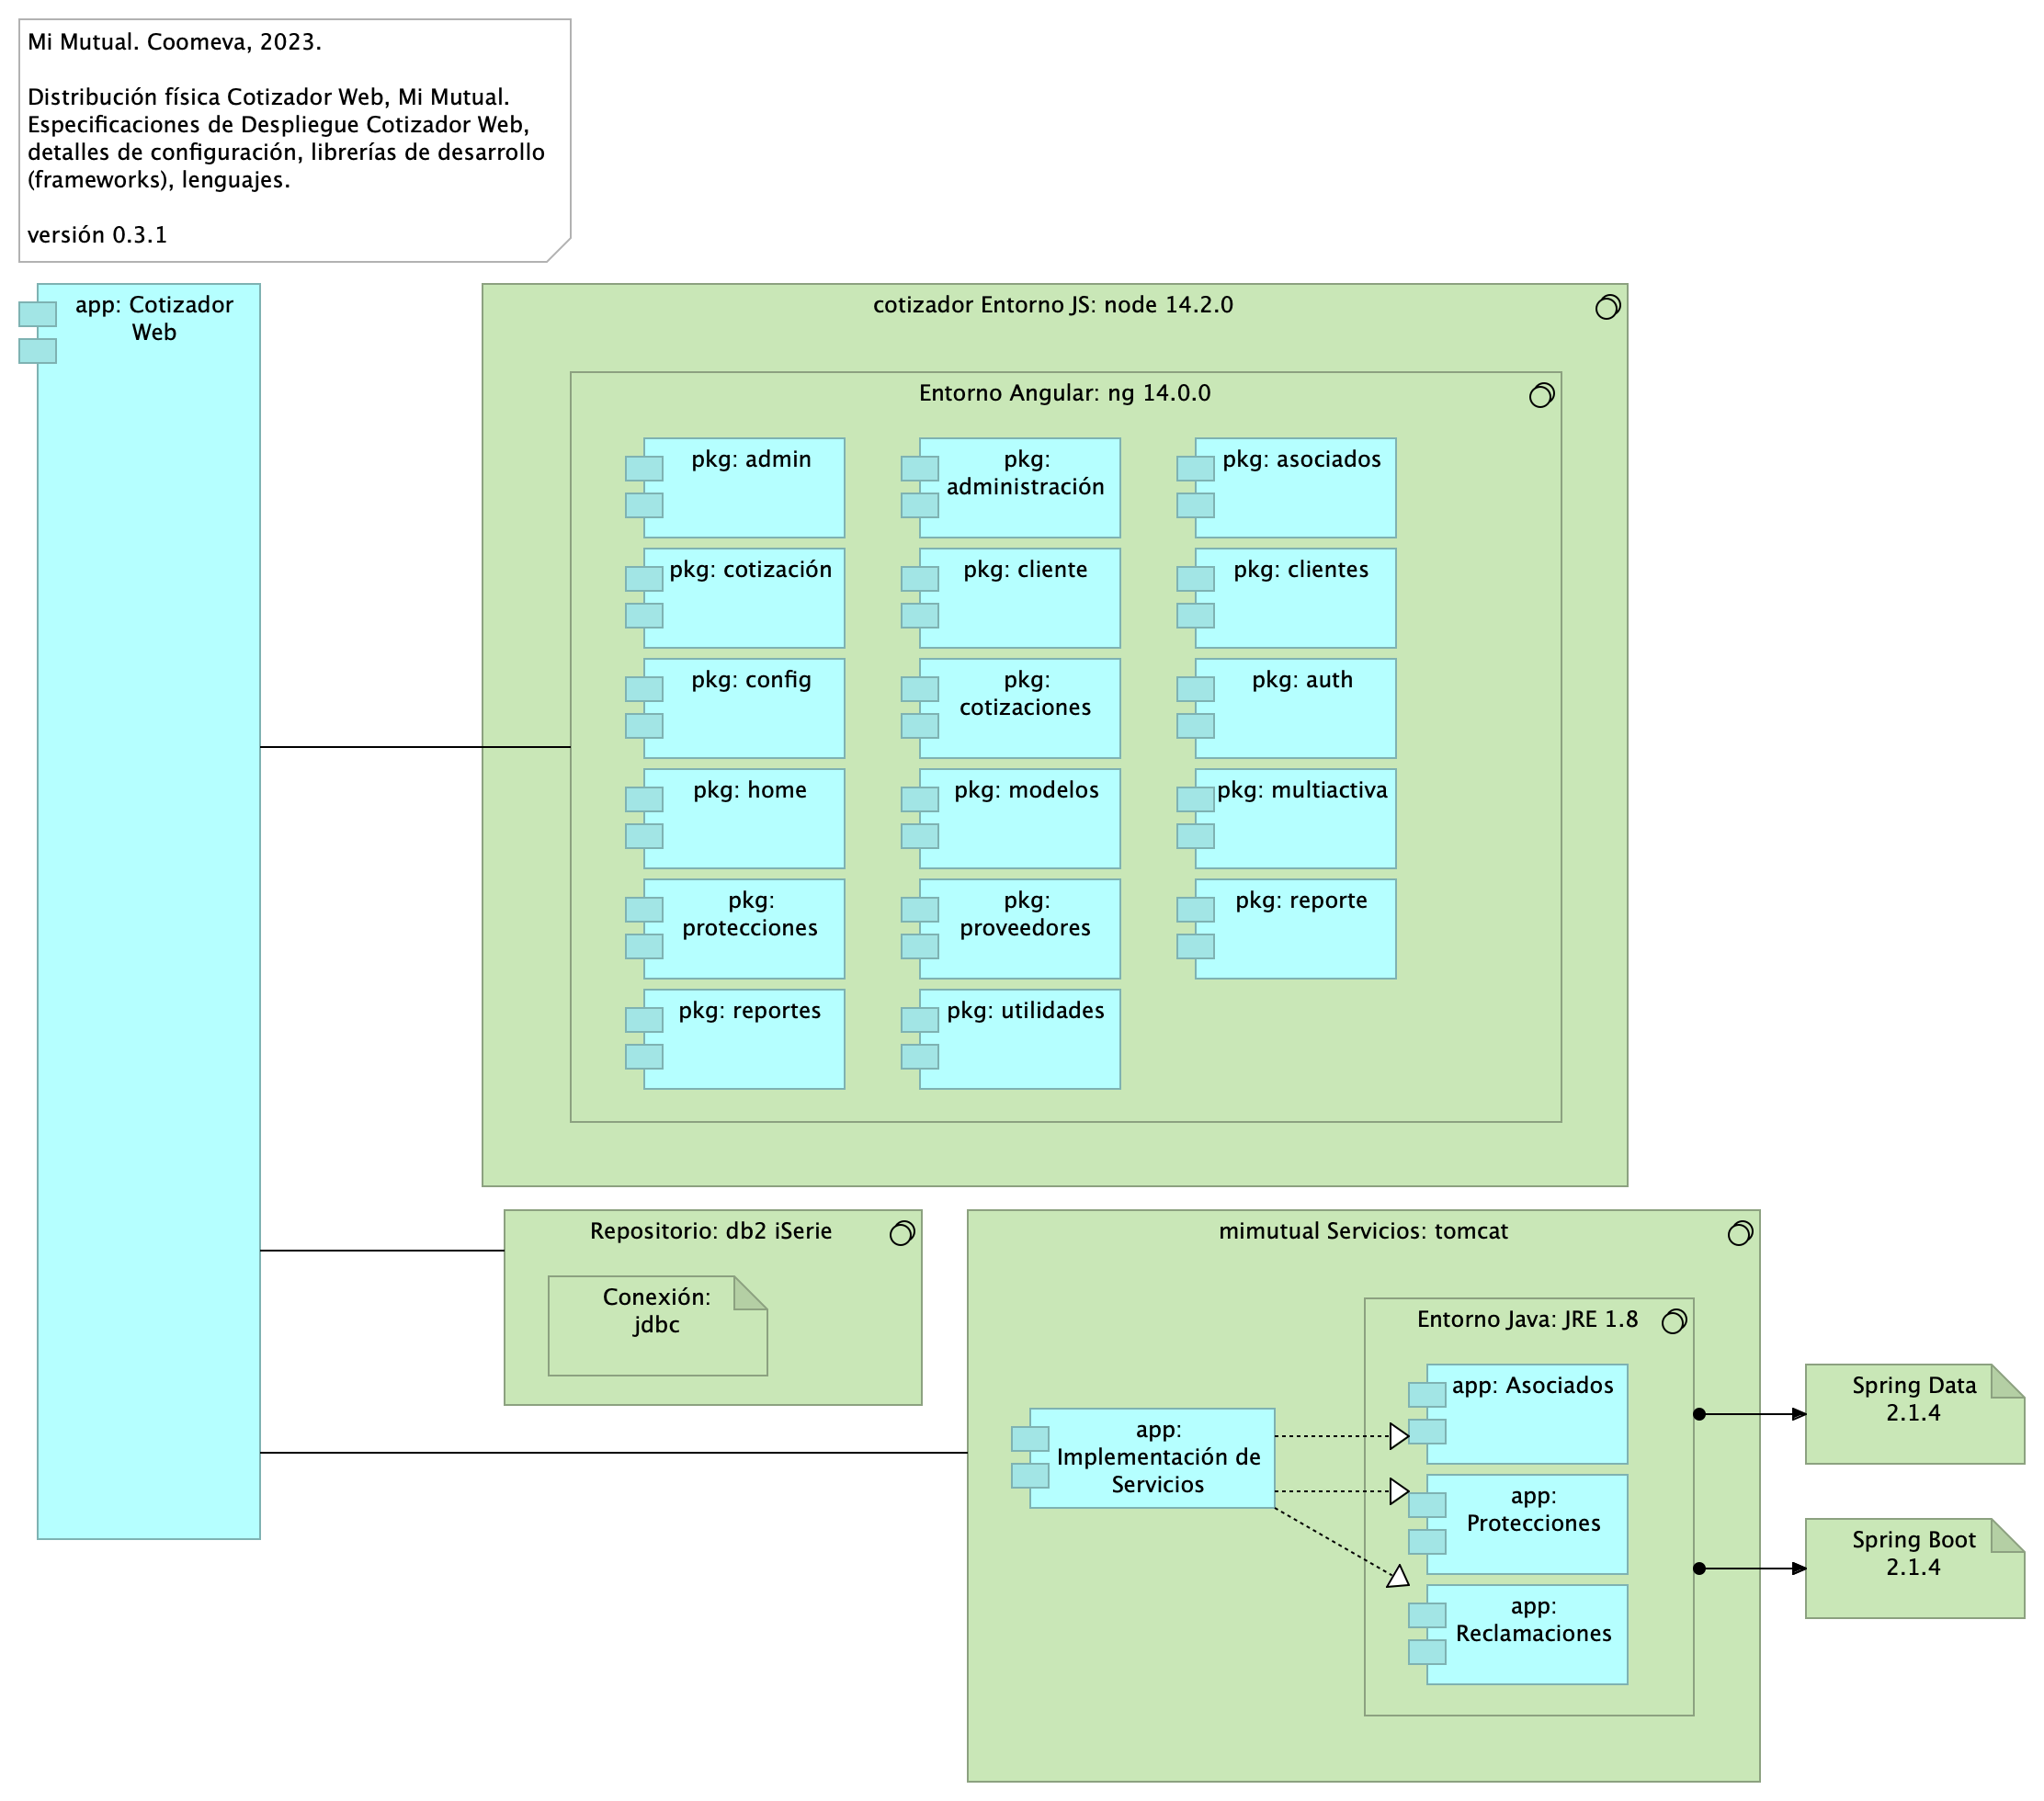 Mi Mutual. Coomeva, 2023.
Distribución física Cotizador Web, Mi Mutual.
Especificaciones de Despliegue Cotizador Web,
detalles de configuración, librerías de desarrollo
(frameworks), lenguajes.
versión 0.3.1
app: Cotizador
Web
cotizador Entorno JS: node 14.2.0
Entorno Angular: ng 14.0.0
pkg: admin
pkg:
administración
pkg: asociados
pkg: cotización
pkg: cliente
pkg: clientes
pkg: config
pkg:
cotizaciones
pkg: auth
pkg: home
pkg: modelos
pkg: multiactiva
pkg:
protecciones
pkg:
proveedores
pkg: reporte
pkg: reportes
pkg: utilidades
Repositorio: db2 iSerie
Conexión:
jdbc
mimutual Servicios: tomcat
Entorno Java: JRE 1.8
app:
Implementación de
Servicios
app: Asociados
app:
Protecciones
app:
Reclamaciones
Spring Data
2.1.4
Spring Boot
2.1.4